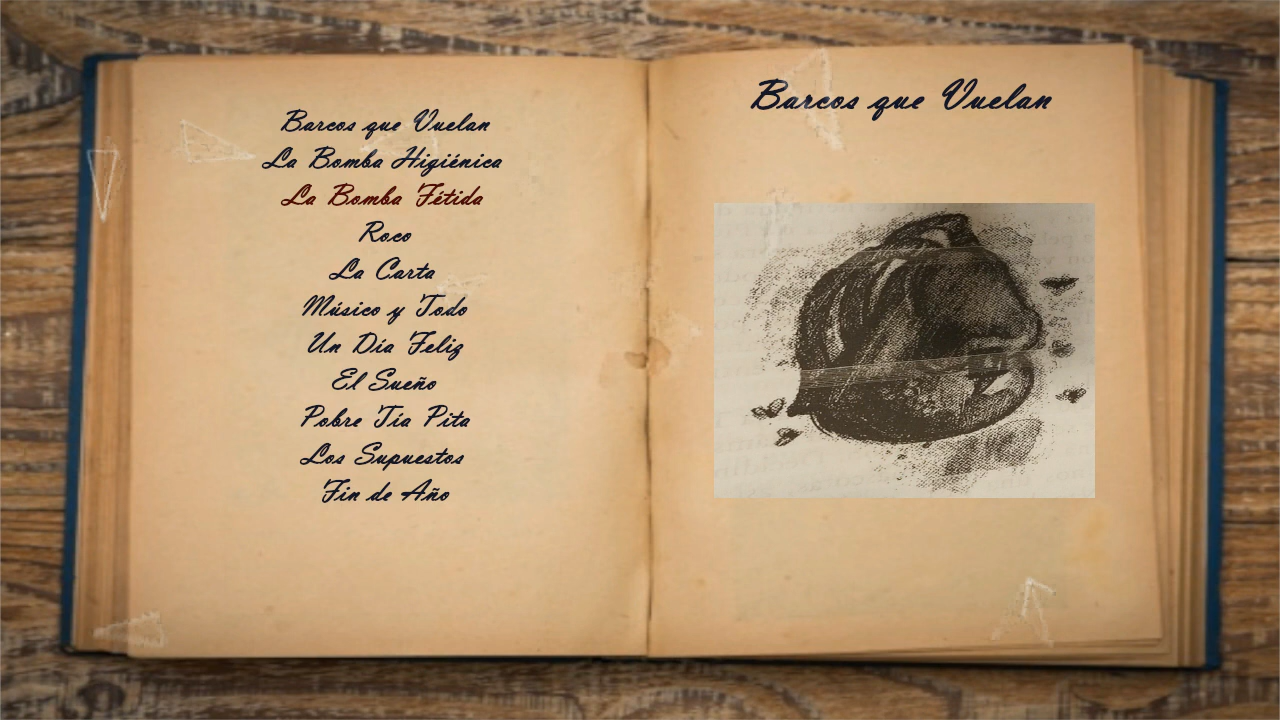 Barcos que Vuelan
La Bomba Higiénica
La Bomba Fétida
Roco
La Carta
Músico y Todo
Un Día Feliz
El Sueño
Pobre Tía Pita
Los Supuestos
Fin de Año
Barcos que Vuelan